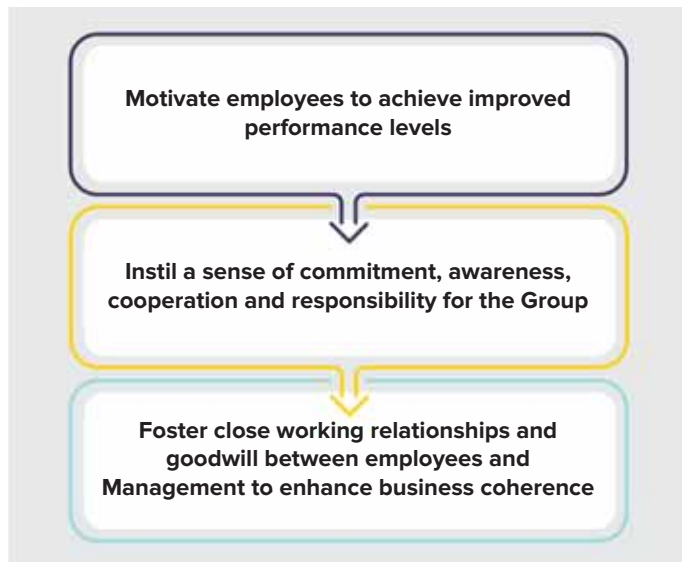 Motivate employees to achieve improved
performance levels
Instil a sense of commitment, awareness,
cooperation and responsibility for the Group
Foster close working relationships and
goodwill between employees and
Management to enhance business coherence